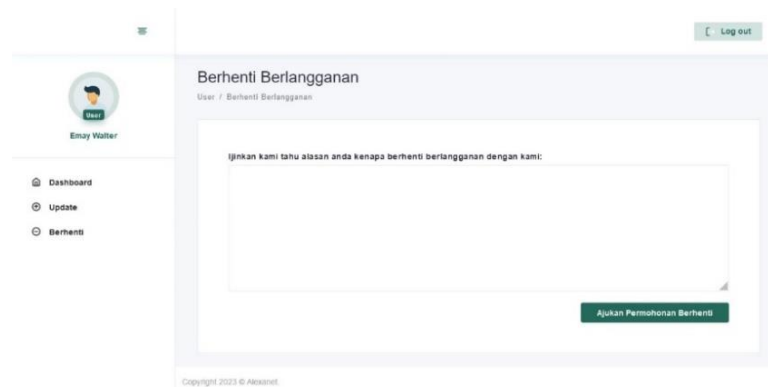 Log out
User
Emay Walter
Dashboard
Update
Berhenti
Berhenti Berlangganan
User / Berhenti Berlangganan
Ijinkan kami tahu alasan anda kenapa berhenti berlangganan dengan kami:
Ajukan Permohonan Berhenti
Copyright 2023 © Alexanet.